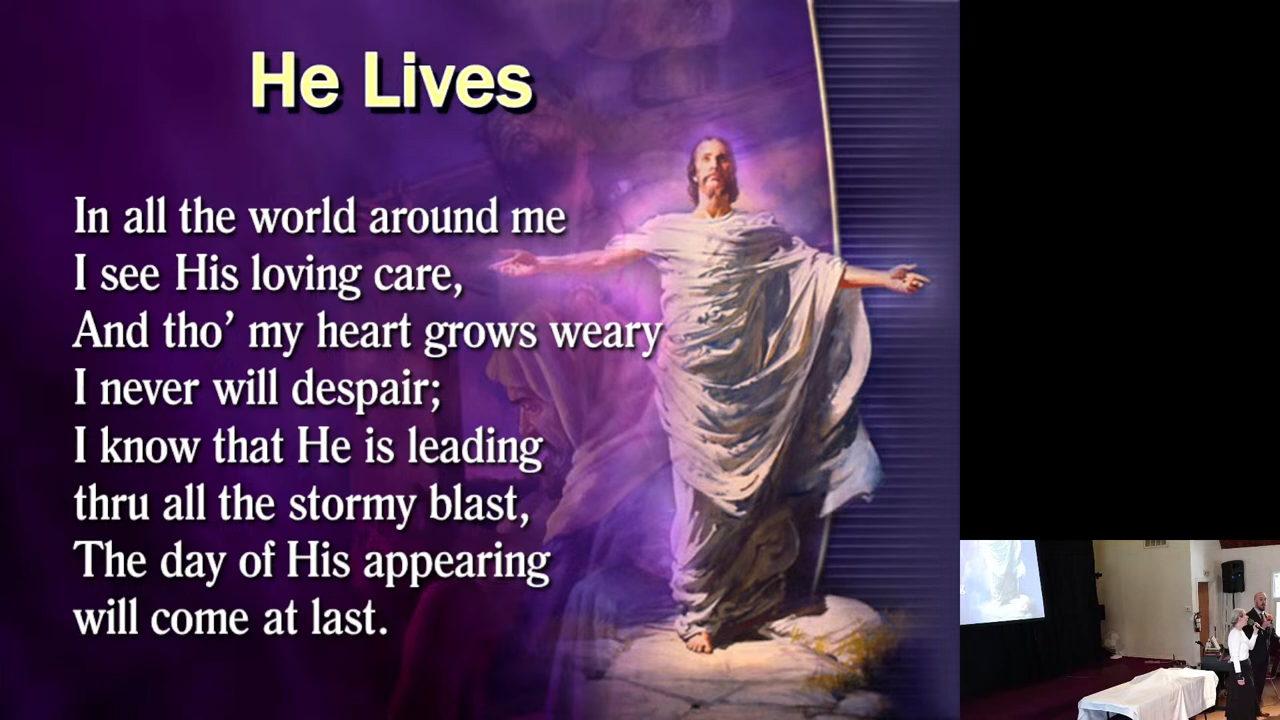 He Lives
In all the world around me
I see His loving care,
And tho’ my heart grows weary
I never will despair;
I know that He is leading
thru all the stormy blast,
The day of His appearing
will come at last.